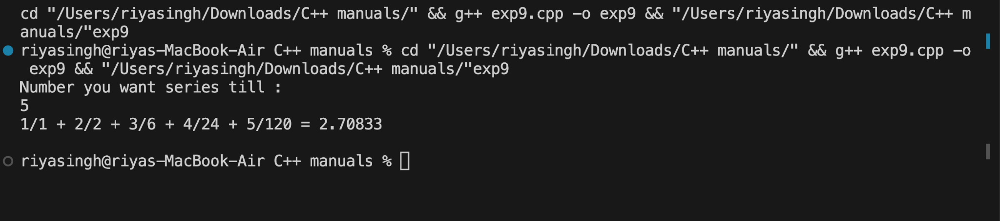 cd "/Users/riyasingh/Downloads/C++ manuals/" && g++ exp9.cpp -o exp9 && "/Users/riyasingh/Downloads/C++ m
anuals/"exp9
riyasingh@riyas-MacBook-Air C++ manuals % cd "/Users/riyasingh/Downloads/C++ manuals/" && g++ exp9.cpp -o
 exp9 && "/Users/riyasingh/Downloads/C++ manuals/"exp9
Number you want series till :
5
1/1 + 2/2 + 3/6 + 4/24 + 5/120 = 2.70833
riyasingh@riyas-MacBook-Air C++ manuals %